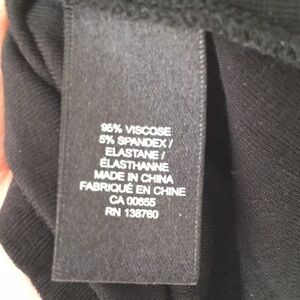 95% VISCOSE
5% SPANDEX /
ELASTANE /
ÉLASTHANNE
MADE IN CHINA
FABRIQUÉ EN CHINE
CA 00655
RN 138760